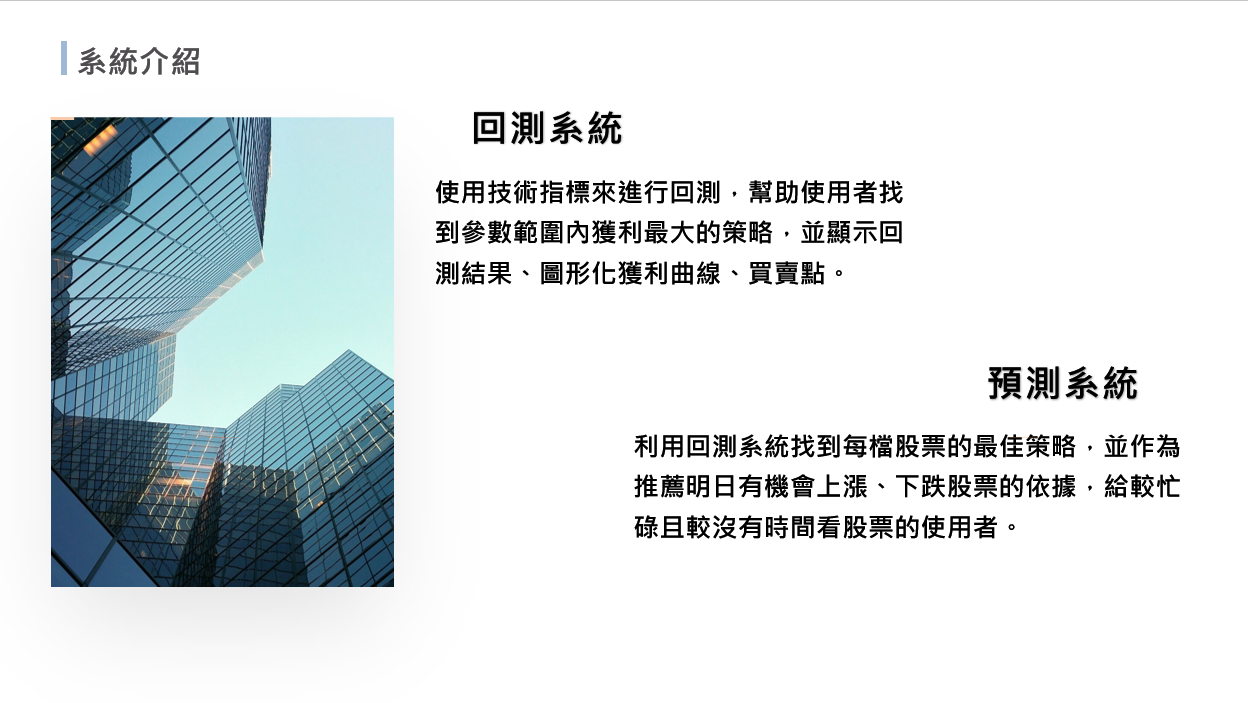 系統介紹
回測系統
使用技術指標來進行回測，幫助使用者找
到參數範圍內獲利最大的策略，並顯示回
測結果、圖形化獲利曲線、買賣點。
預測系統
利用回測系統找到每檔股票的最佳策略，並作為
推薦明日有機會上漲、下跌股票的依據，給較忙
碌且較沒有時間看股票的使用者。